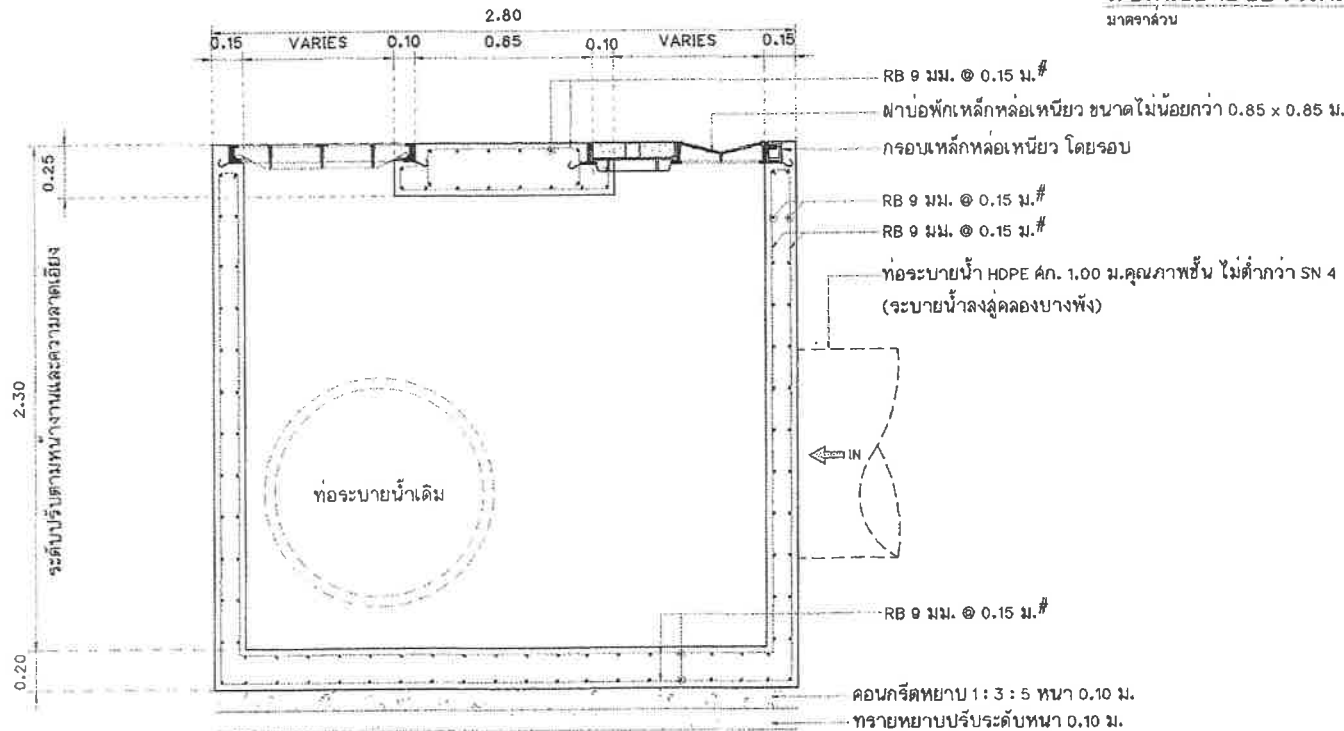 มาตราส่วน
2.80
0.15 VARIES 0.10 0.85 0.10 VARIES 0.15
RB 9 มม. @ 0.15 ม.#
ฝาบ่อพักเหล็กหล่อเหนียว ขนาดไม่น้อยกว่า 0.85 x 0.85 ม.
กรอบเหล็กหล่อเหนียว โดยรอบ
0.25
RB 9 มม. @ 0.15 ม.#
RB 9 มม. @ 0.15 ม.#
ท่อระบายน้ำ HDPE ศก. 1.00 ม.คุณภาพชั้น ไม่ต่ำกว่า SN 4
(ระบายน้ำลงสู่คลองบางพัง)
2.30
ระดับปรับตามหน้างานและความลาดเอียง
IN
ท่อระบายน้ำเดิม
RB 9 มม. @ 0.15 ม.#
0.20
คอนกรีตหยาบ 1 : 3 : 5 หนา 0.10 ม.
ทรายหยาบปรับระดับหนา 0.10 ม.